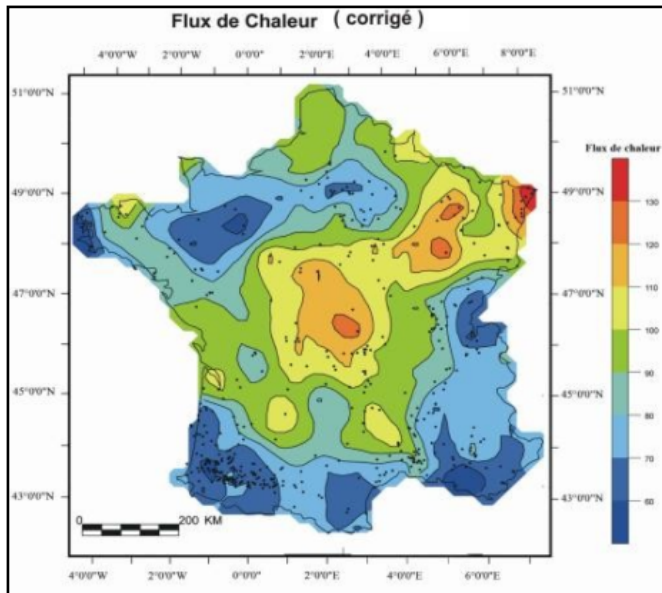 Flux de Chaleur ( corrigé )
4°0'0"W 2°0'0"W 0°0'0" 2°0'0"E 4°0'0"E 6°0'0"E 8°0'0"E
51°0'0"N 51°0'0"N
49°0'0"N 49°0'0"N
47°0'0"N 47°0'0"N
45°0'0"N 45°0'0"N
43°0'0"N 43°0'0"N
Flux de chaleur
130
120
110
100
90
80
70
60
0 200 KM
4°0'0"W 2°0'0"W 0°0'0" 2°0'0"E 4°0'0"E 6°0'0"E